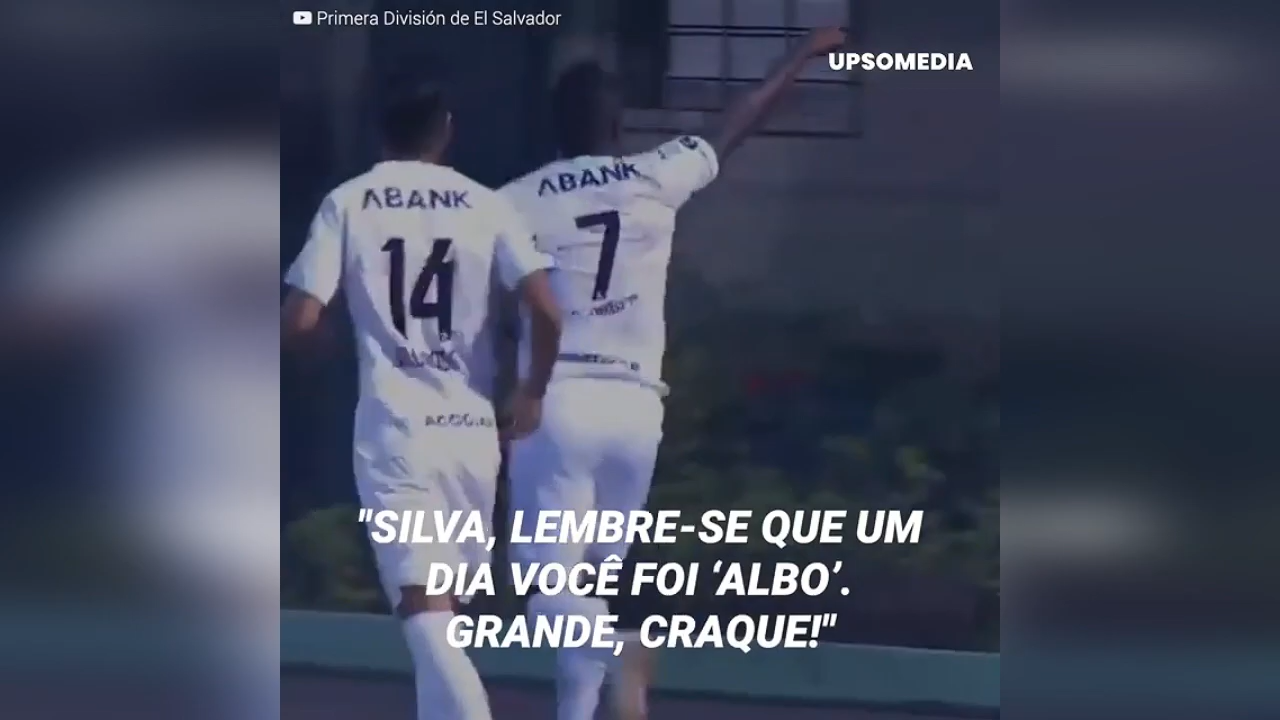 Primera División de El Salvador
UPSOMEDIA
ABANK
ABANK
14
7
"SILVA, LEMBRE-SE QUE UM
DIA VOCÊ FOI ‘ALBO’.
GRANDE, CRAQUE!"